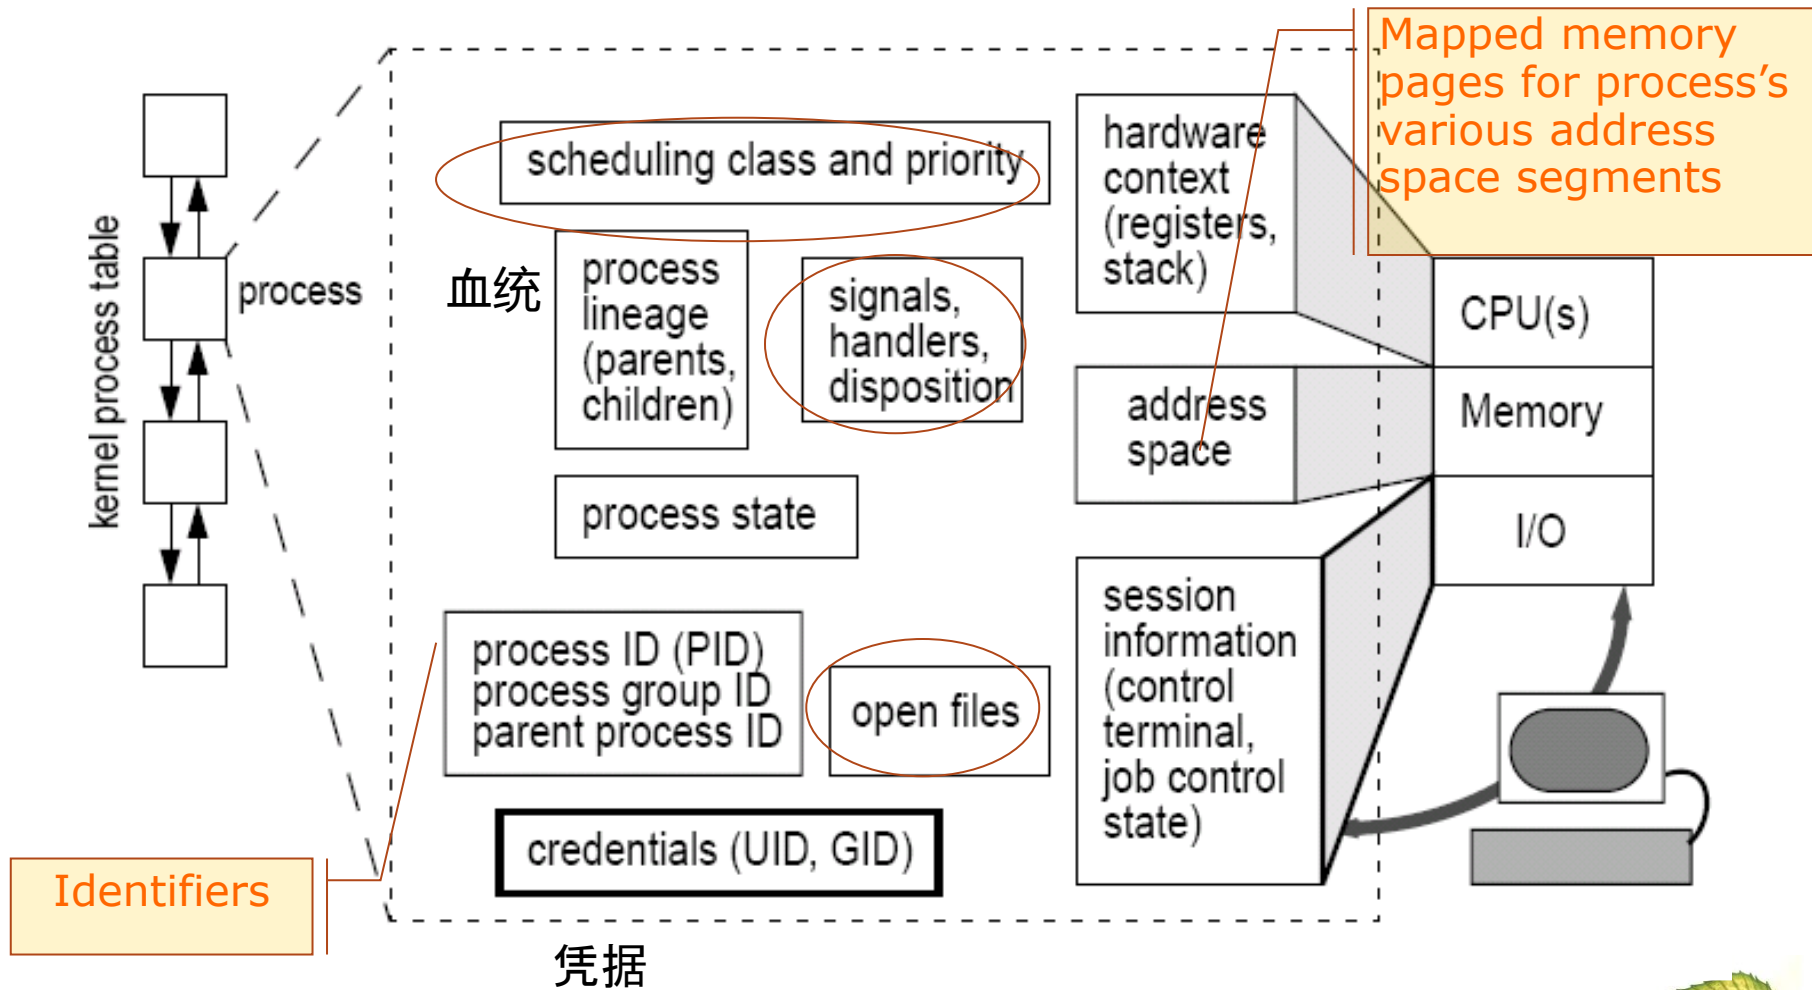 Mapped memory
pages for process’s
various address
space segments
kernel process table
process
scheduling class and priority
血统
process
lineage
(parents,
children)
signals,
handlers,
disposition
hardware
context
(registers,
stack)
CPU(s)
address
space
Memory
process state
I/O
process ID (PID)
process group ID
parent process ID
open files
session
information
(control
terminal,
job control
state)
credentials (UID, GID)
Identifiers
凭据